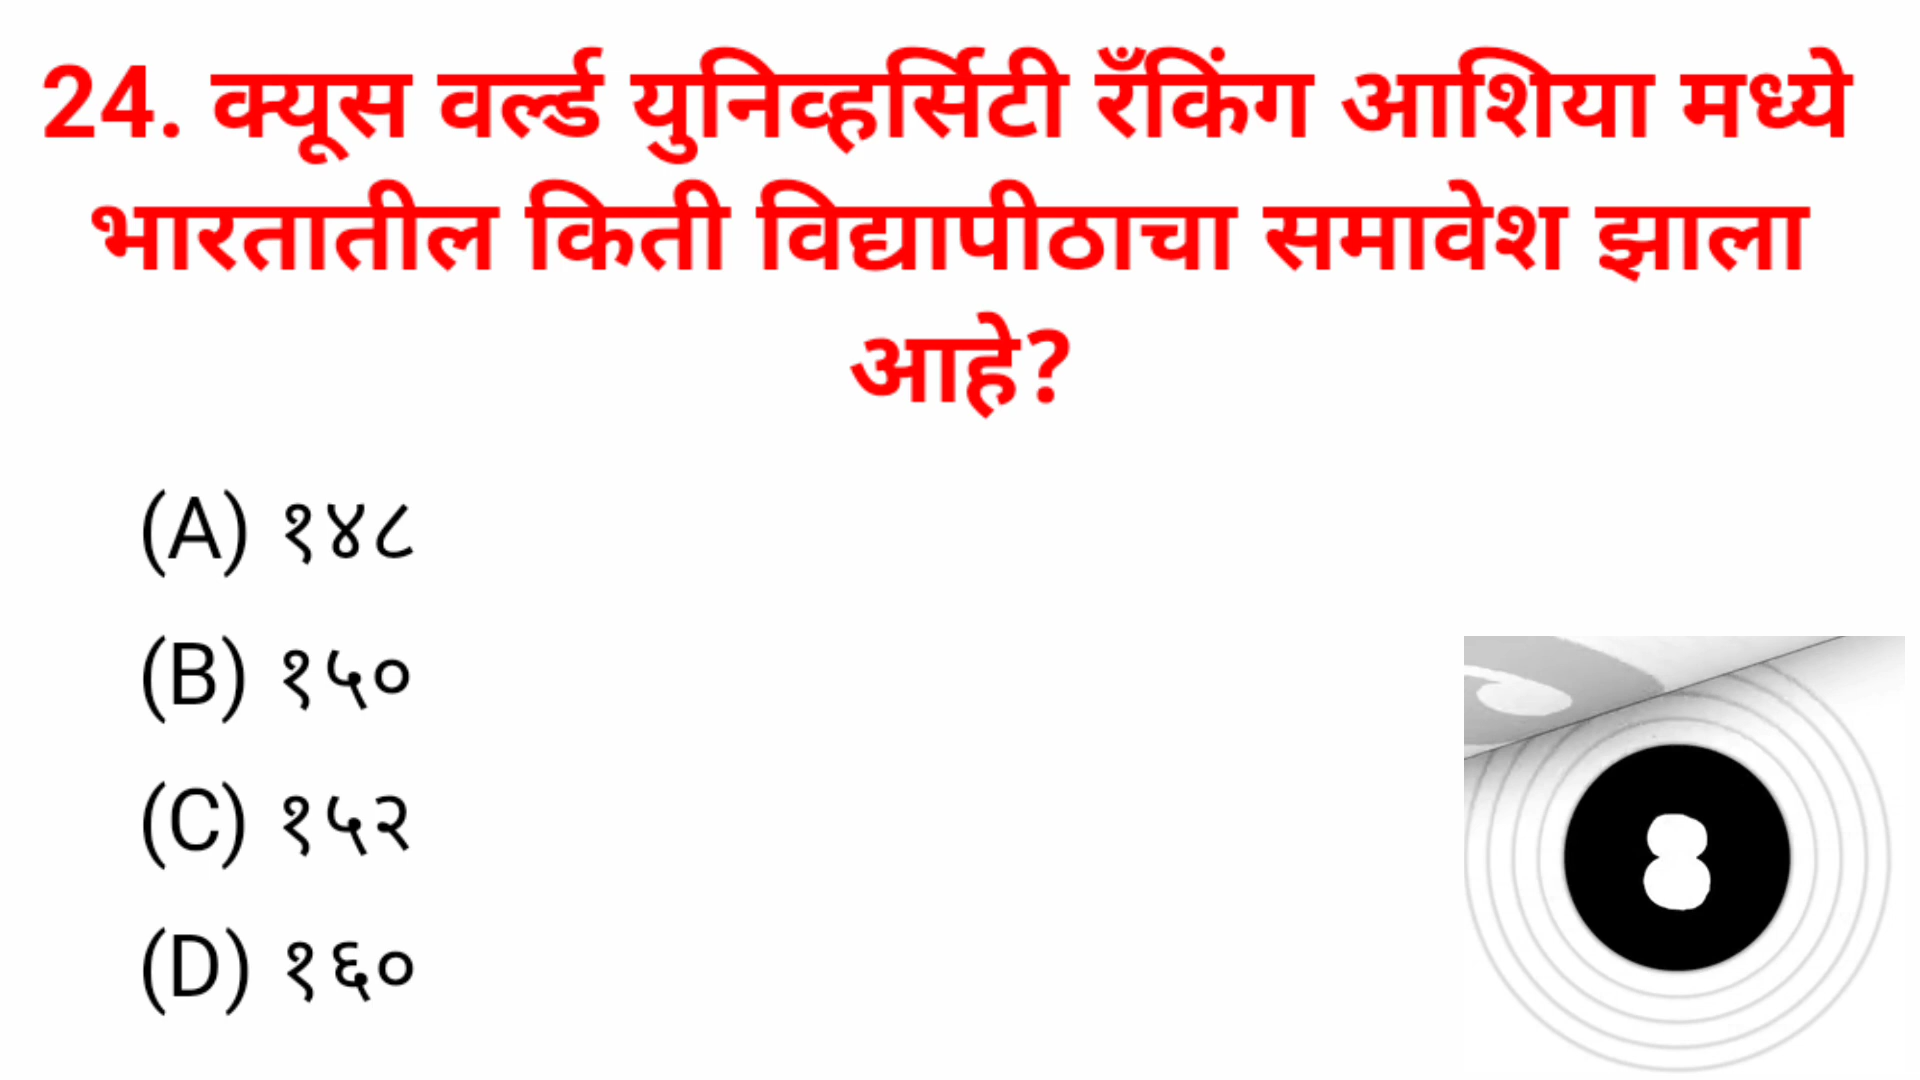 24. क्यूस वर्ल्ड युनिव्हर्सिटी रँकिंग आशिया मध्ये
भारतातील किती विद्यापीठाचा समावेश झाला
आहे?
(A) १४८
(B) १५०
(C) १५२
(D) १६०
8